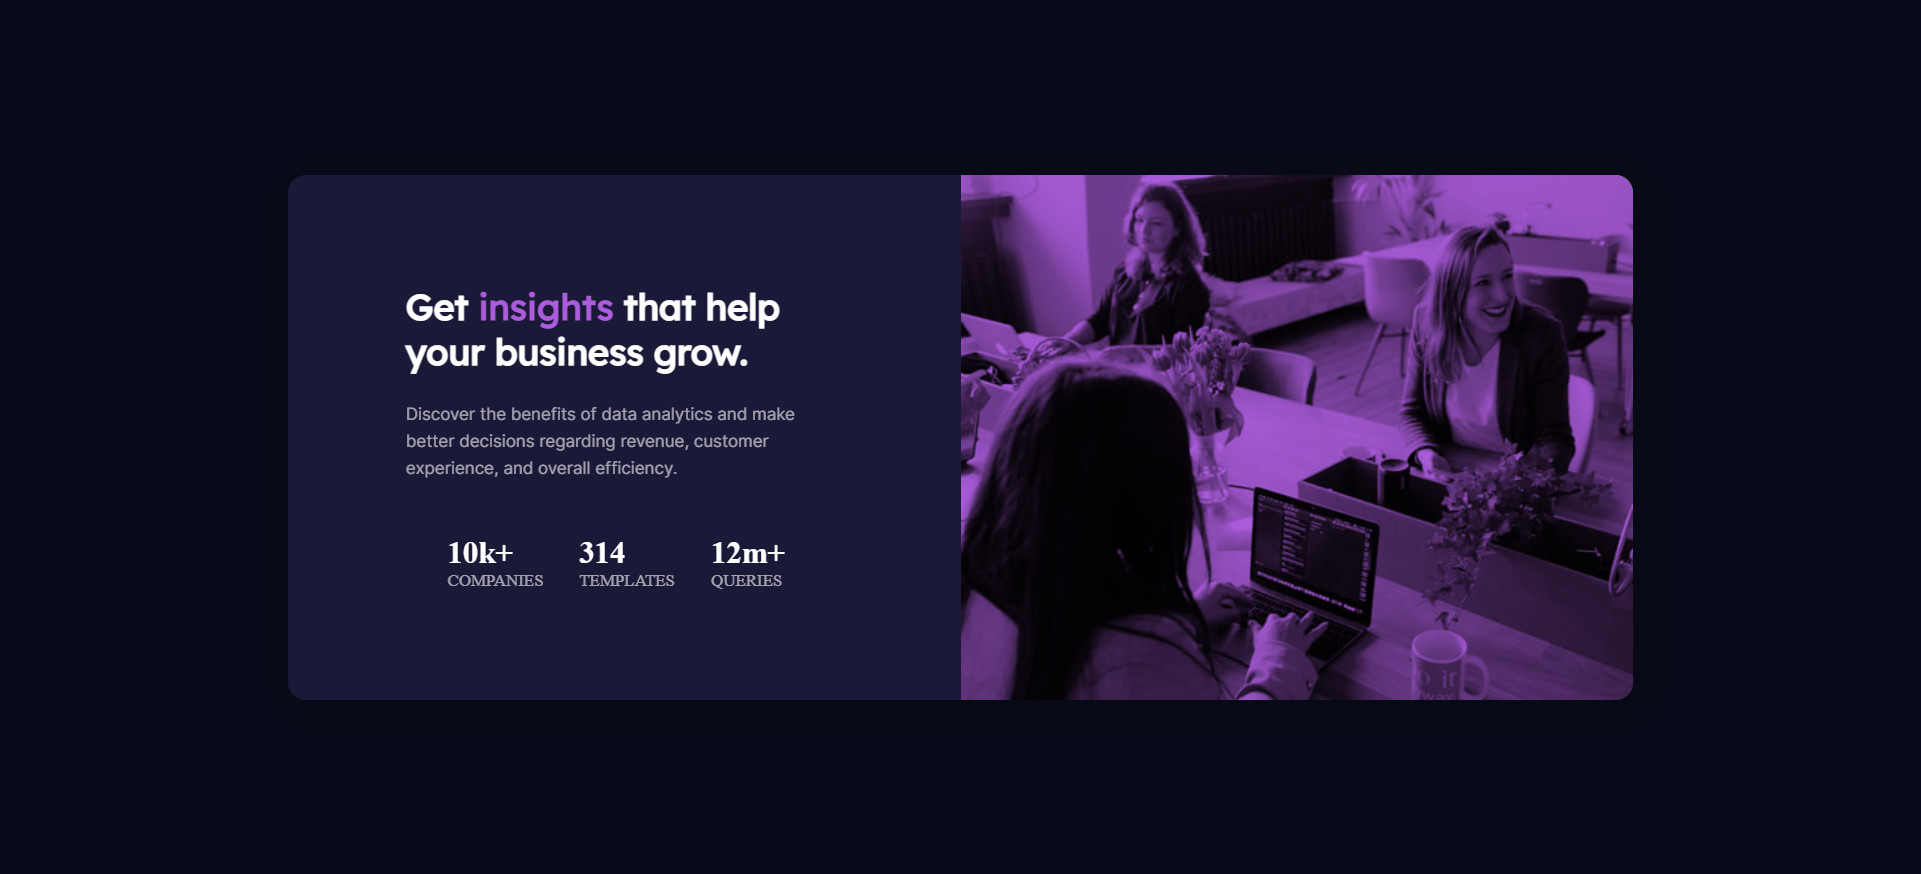 Get insights that help
your business grow.
Discover the benefits of data analytics and make
better decisions regarding revenue, customer
experience, and overall efficiency.
10k+ 314 12m+
COMPANIES TEMPLATES QUERIES